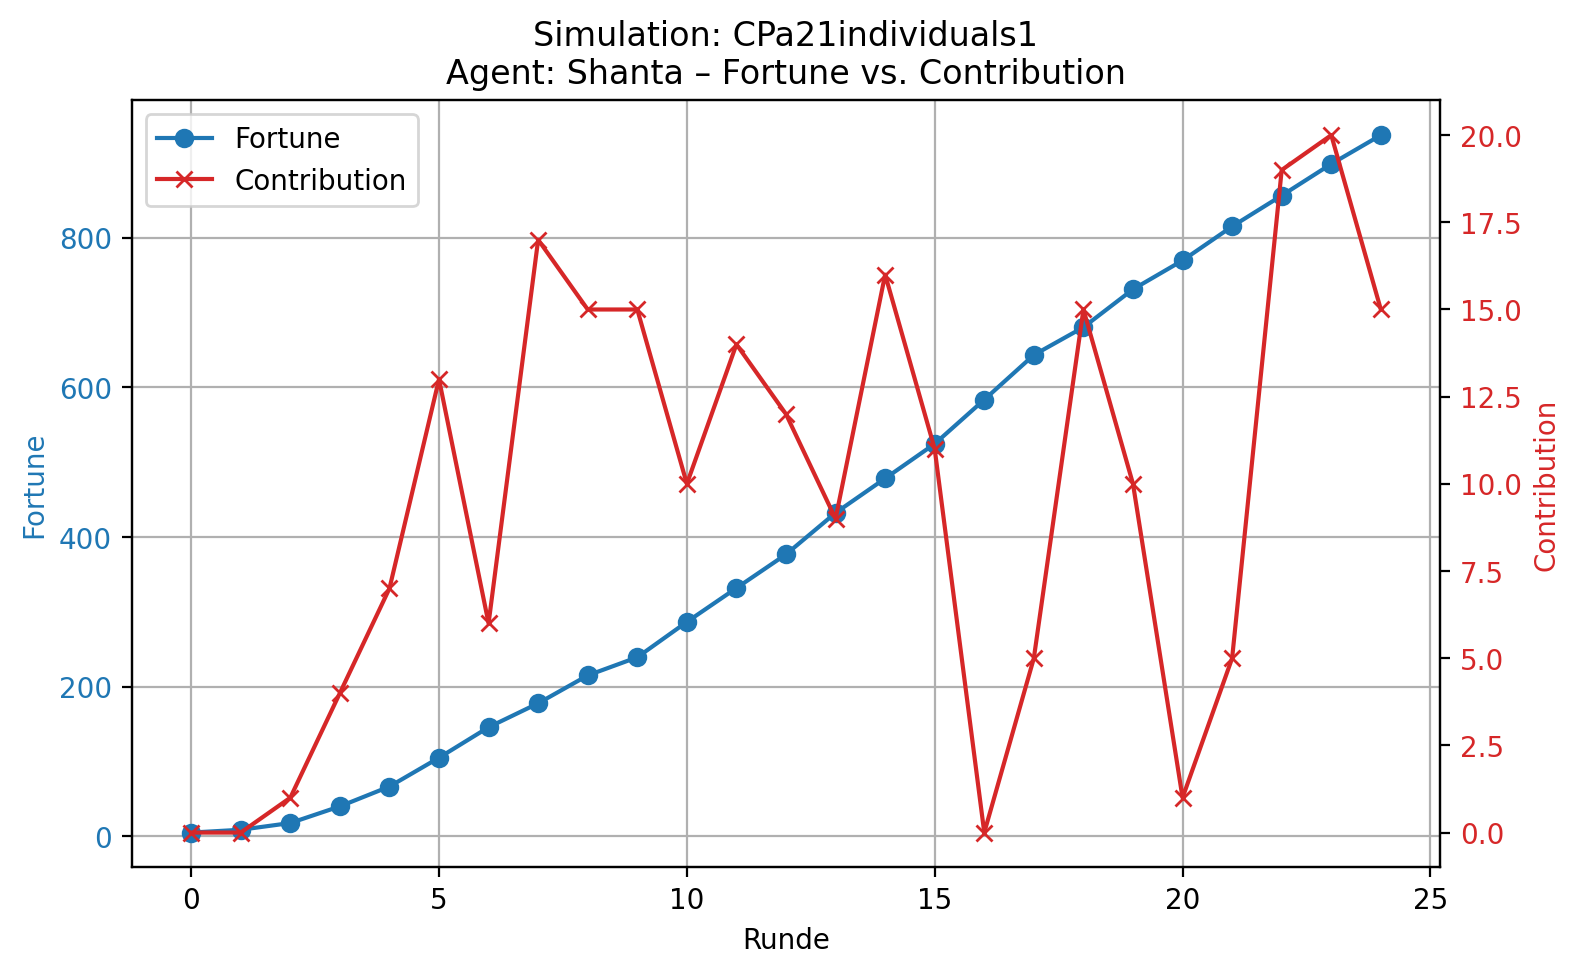 Simulation: CPa21individuals1
Agent: Shanta – Fortune vs. Contribution
Fortune
Contribution
800
600
400
200
0
Fortune
20.0
17.5
15.0
12.5
10.0
7.5
5.0
2.5
0.0
Contribution
0 5 10 15 20 25
Runde